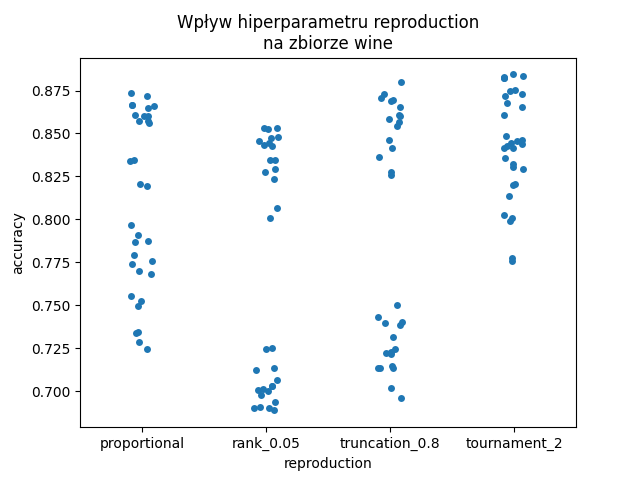 Wpływ hiperparametru reproduction
na zbiorze wine
accuracy
0.875
0.850
0.825
0.800
0.775
0.750
0.725
0.700
proportional rank_0.05 truncation_0.8 tournament_2
reproduction